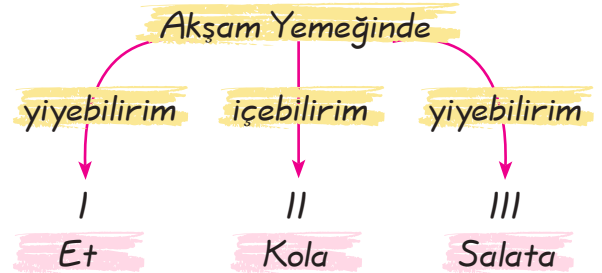 Akşam Yemeğinde
yiyebilirim içebilirim yiyebilirim
I II III
Et Kola Salata